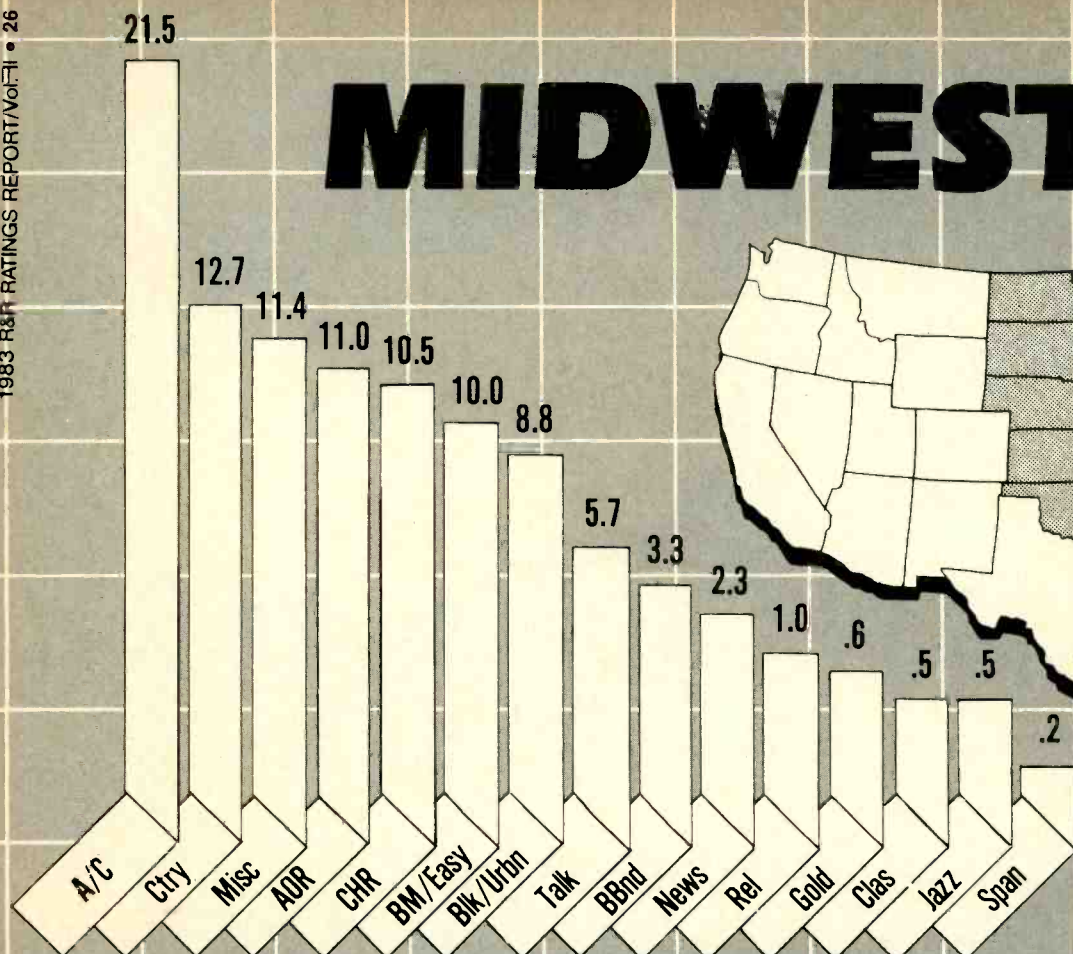 1983 R&R RATINGS REPORT/Vol. II • 26
MIDWEST
21.5
12.7
11.4
11.0
10.5
10.0
8.8
5.7
3.3
2.3
1.0
.6
.5
.5
.2
A/C
Ctry
Misc
AOR
CHR
BM/Easy
Blk/Urbn
Talk
BBnd
News
Rel
Gold
Clas
Jazz
Span